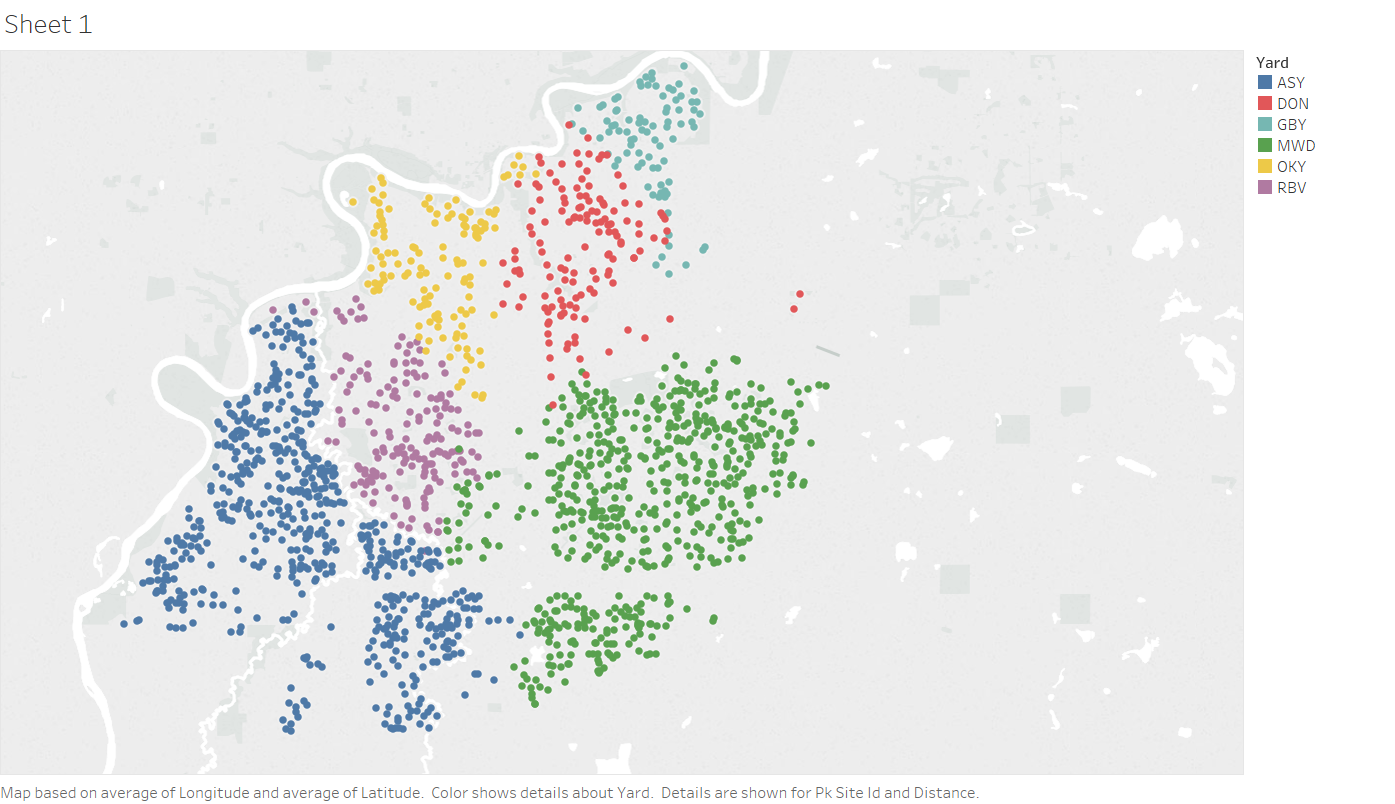 Sheet 1
Yard
ASY
DON
GBY
MWD
OKY
RBV
Map based on average of Longitude and average of Latitude.  Color shows details about Yard.  Details are shown for Pk Site Id and Distance.